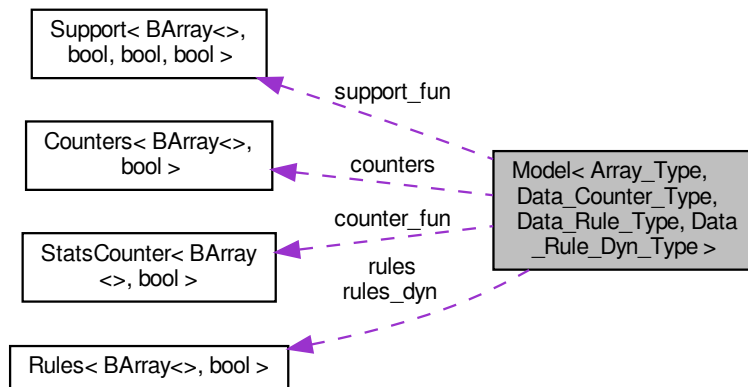 Support< BArray<>,
bool, bool, bool >
support_fun
Counters< BArray<>,
bool >
counters
Model< Array_Type,
Data_Counter_Type,
Data_Rule_Type, Data
_Rule_Dyn_Type >
counter_fun
StatsCounter< BArray
<>, bool >
rules
rules_dyn
Rules< BArray<>, bool >